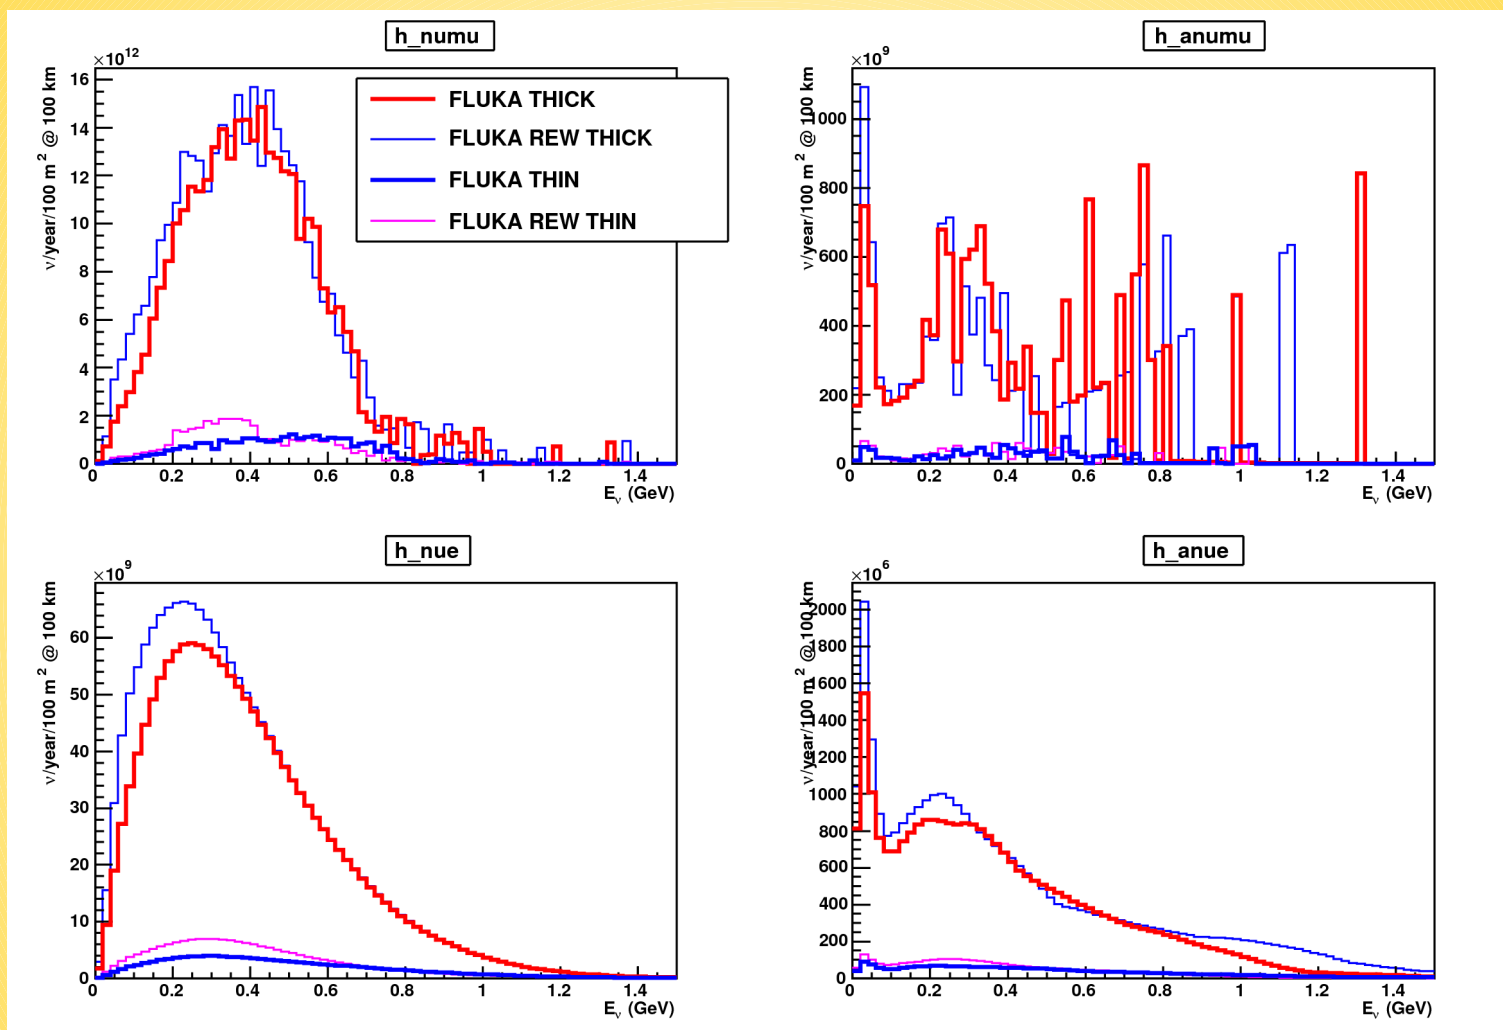 h_numu
×10¹²
ν/year/100 m² @ 100 km
16
14
12
10
8
6
4
2
0
0 0.2 0.4 0.6 0.8 1 1.2 1.4
Eν (GeV)
FLUKA THICK
FLUKA REW THICK
FLUKA THIN
FLUKA REW THIN
h_anumu
×10⁹
ν/year/100 m² @ 100 km
1000
800
600
400
200
0
0 0.2 0.4 0.6 0.8 1 1.2 1.4
Eν (GeV)
h_nue
×10⁹
ν/year/100 m² @ 100 km
60
50
40
30
20
10
0
0 0.2 0.4 0.6 0.8 1 1.2 1.4
Eν (GeV)
h_anue
×10⁶
ν/year/100 m² @ 100 km
2000
1800
1600
1400
1200
1000
800
600
400
200
0
0 0.2 0.4 0.6 0.8 1 1.2 1.4
Eν (GeV)